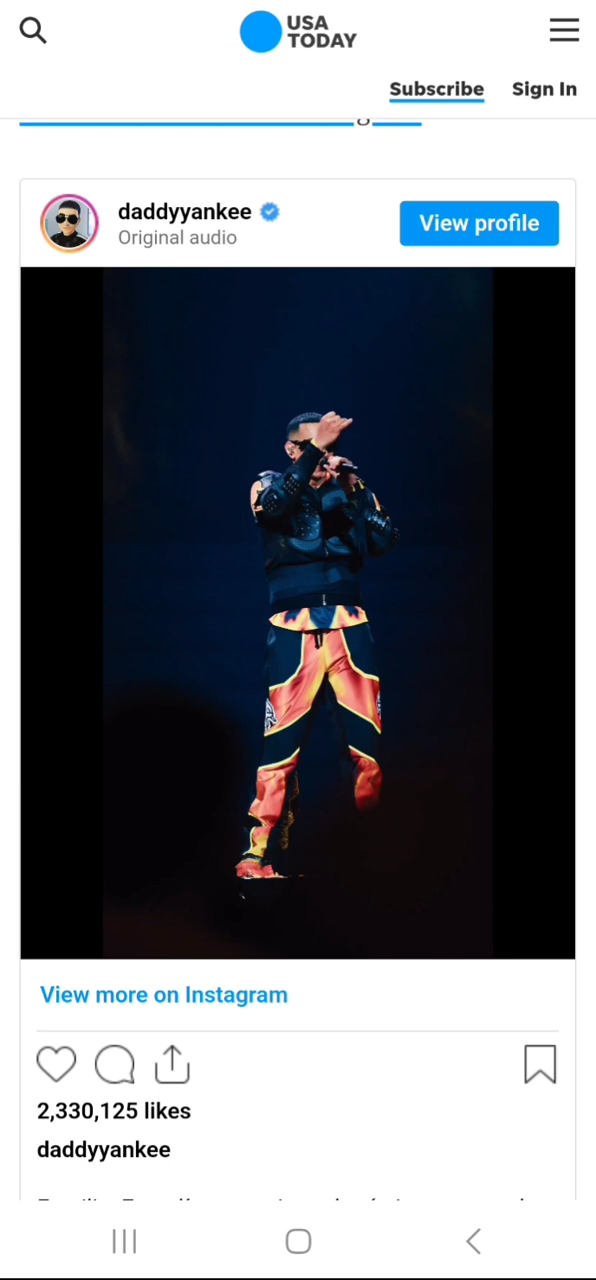 USA
TODAY
Subscribe
Sign In
daddyyankee
Original audio
View profile
View more on Instagram
2,330,125 likes
daddyyankee